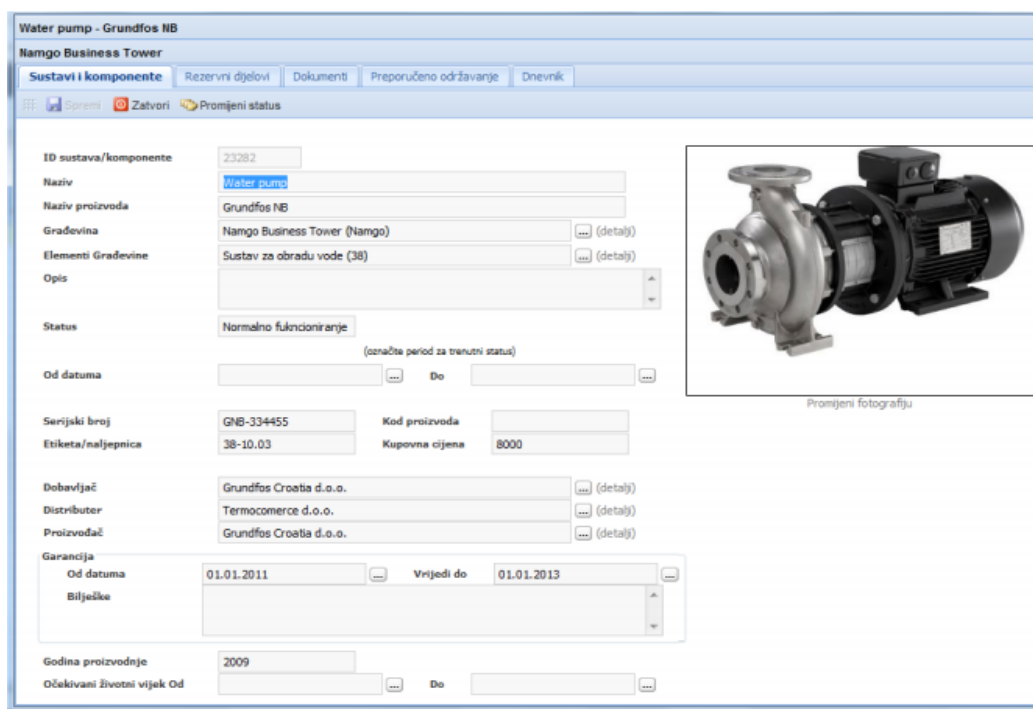 Water pump - Grundfos NB
Namgo Business Tower
Sustavi i komponente Rezervni dijelovi Dokumenti Preporučeno održavanje Dnevnik
Spremi Zatvori Promijeni status
ID sustava/komponente 23282
Naziv Water pump
Naziv proizvoda Grundfos NB
Građevina Namgo Business Tower (Namgo) ... (detalji)
Elementi Građevine Sustav za obradu vode (38) ... (detalji)
Opis
Status Normalno fukncioniranje
(označite period za trenutni status)
Od datuma ... Do ...
Promijeni fotografiju
Serijski broj GNB-334455 Kod proizvoda
Etiketa/naljepnica 38-10.03 Kupovna cijena 8000
Dobavljač Grundfos Croatia d.o.o. ... (detalji)
Distributer Termocomerce d.o.o. ... (detalji)
Proizvođač Grundfos Croatia d.o.o. ... (detalji)
Garancija
Od datuma 01.01.2011 ... Vrijedi do 01.01.2013 ...
Bilješke
Godina proizvodnje 2009
Očekivani životni vijek Od ... Do ...